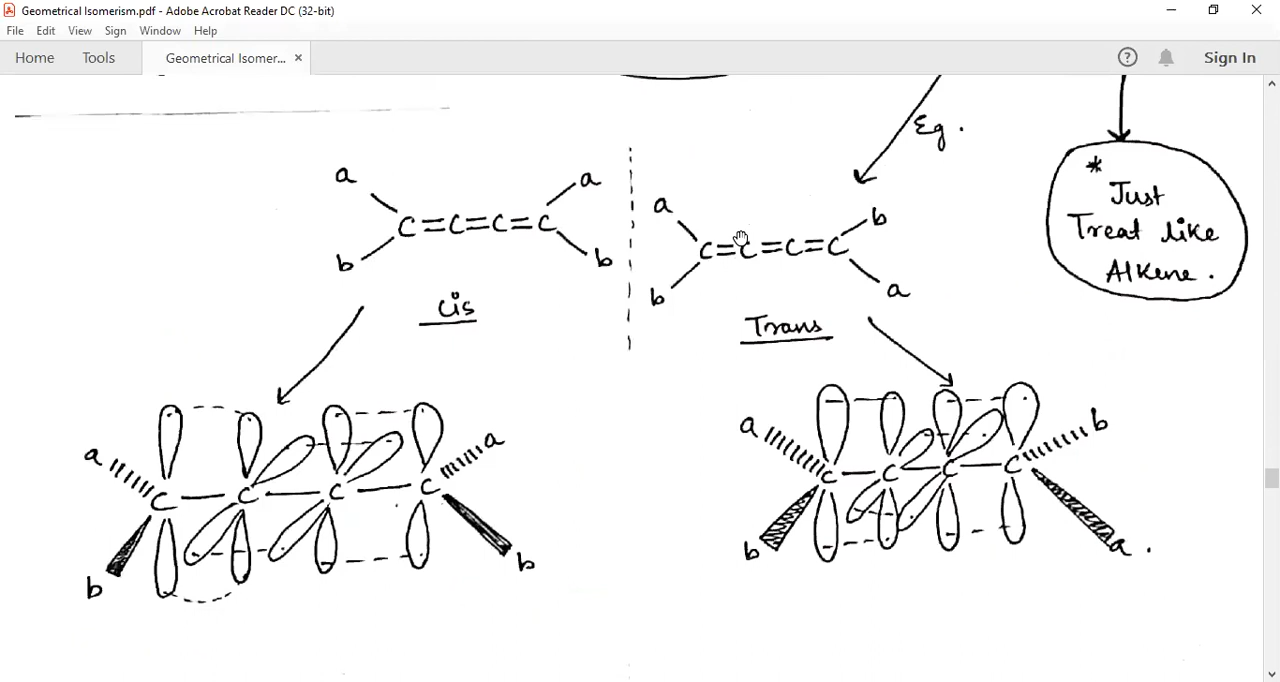 Geometrical Isomerism.pdf - Adobe Acrobat Reader DC (32-bit)
File Edit View Sign Window Help
Home Tools Geometrical Isomer... × Sign In
Eg.
*
Just
Treat like
Alkene.
a a
C=C=C=C
b b
Cis
a b
C=C=C=C
b a
Trans
a a
C C C C
b b
a b
C C C C
b a.